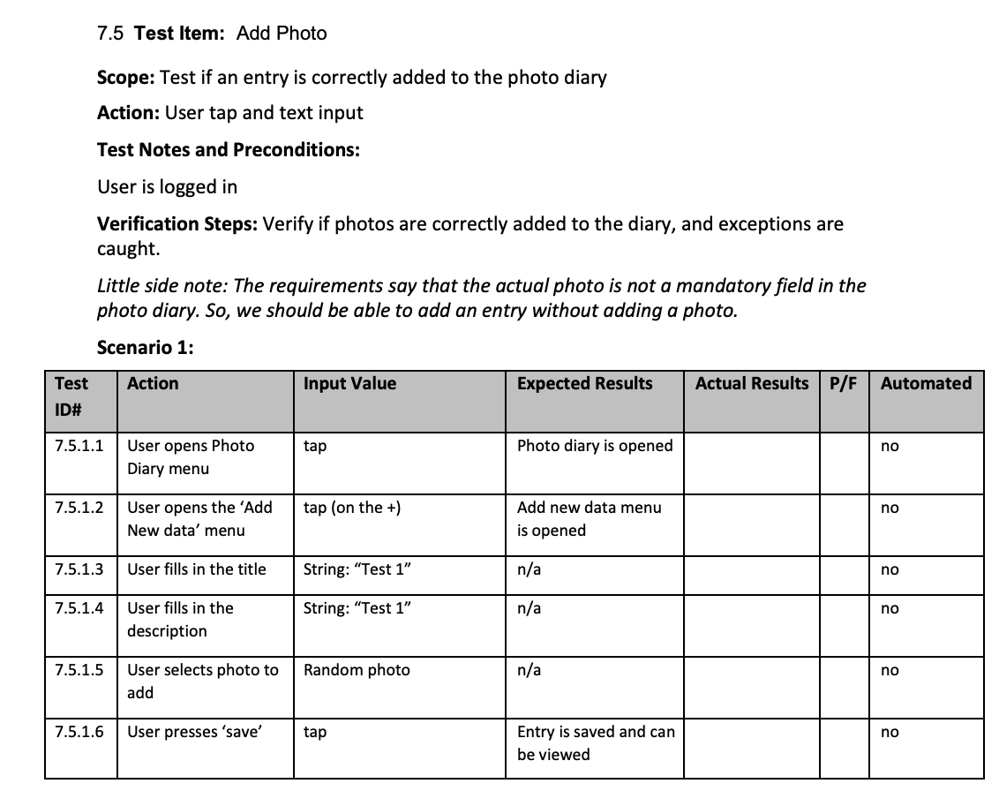 7.5 Test Item: Add Photo
Scope: Test if an entry is correctly added to the photo diary
Action: User tap and text input
Test Notes and Preconditions:
User is logged in
Verification Steps: Verify if photos are correctly added to the diary, and exceptions are
caught.
Little side note: The requirements say that the actual photo is not a mandatory field in the
photo diary. So, we should be able to add an entry without adding a photo.
Scenario 1:
Test
ID#
Action
Input Value
Expected Results
Actual Results
P/F
Automated
7.5.1.1
User opens Photo
Diary menu
tap
Photo diary is opened
no
7.5.1.2
User opens the ‘Add
New data’ menu
tap (on the +)
Add new data menu
is opened
no
7.5.1.3
User fills in the title
String: “Test 1”
n/a
no
7.5.1.4
User fills in the
description
String: “Test 1”
n/a
no
7.5.1.5
User selects photo to
add
Random photo
n/a
no
7.5.1.6
User presses ‘save’
tap
Entry is saved and can
be viewed
no